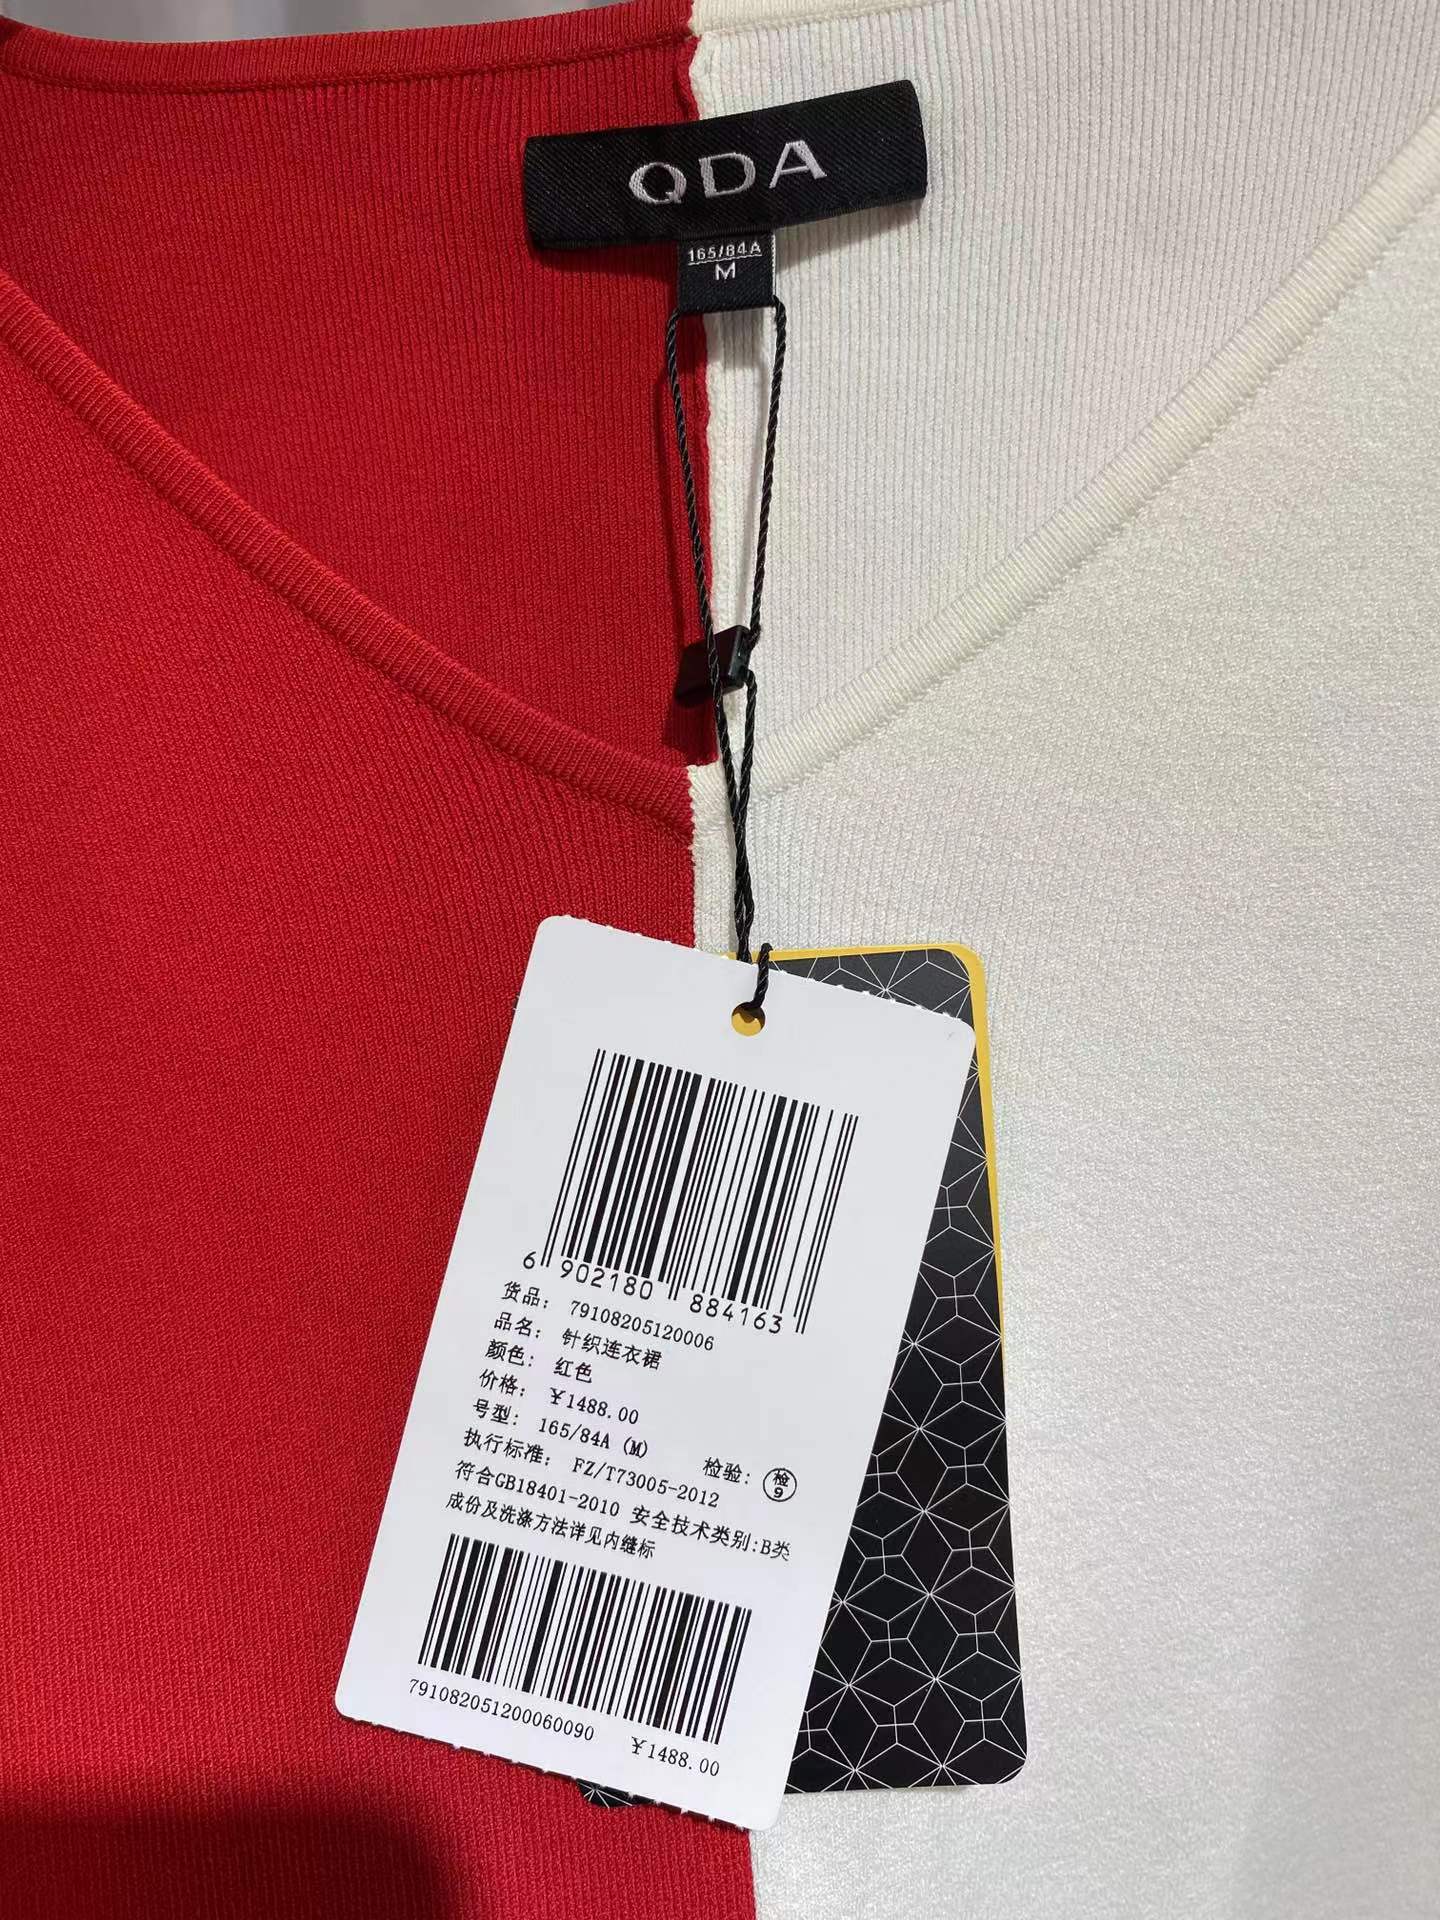 QDA
165/84A
M
6 902180 884163
货品: 79108205120006
品名: 针织连衣裙
颜色: 红色
价格: ¥1488.00
号型: 165/84A (M)
检验: 检9
执行标准: FZ/T73005-2012
符合GB18401-2010 安全技术类别:B类
成份及洗涤方法详见内缝标
791082051200060090 ¥1488.00